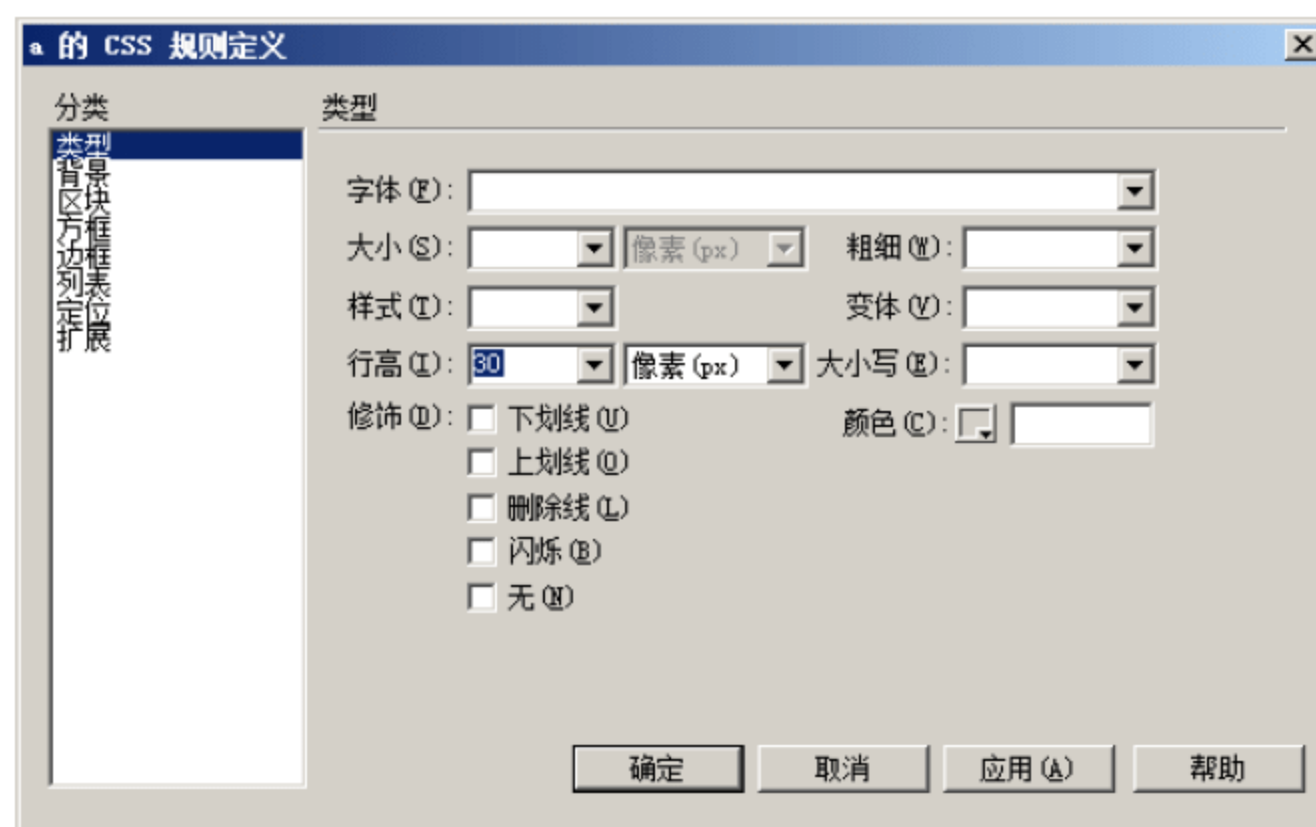 a 的 CSS 规则定义
分类
类型
背景
区块
方框
边框
列表
定位
扩展
类型
字体(F):
大小(S): 像素(px) 粗细(W):
样式(T): 变体(V):
行高(I): 30 像素(px) 大小写(E):
修饰(D): 下划线(U) 颜色(C):
上划线(O)
删除线(L)
闪烁(B)
无(N)
确定 取消 应用(A) 帮助